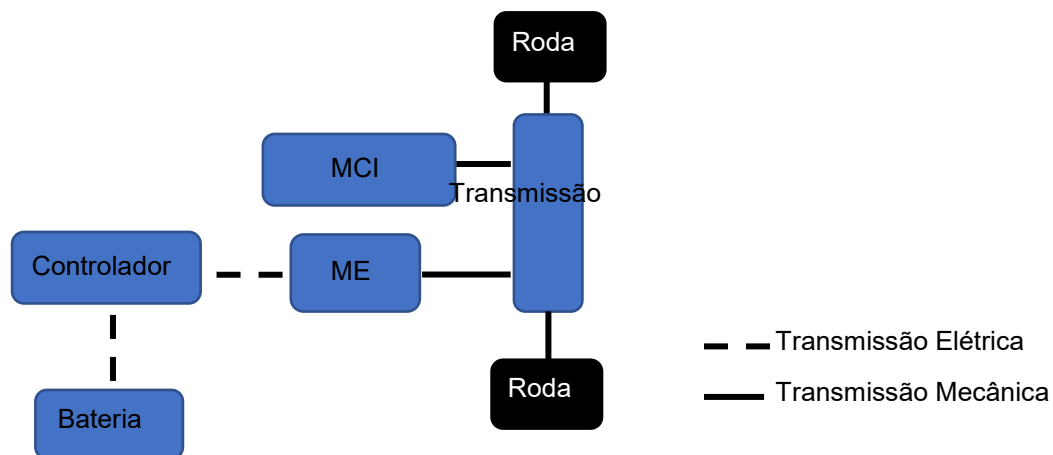 Roda
MCI
Transmissão
Controlador
ME
Transmissão Elétrica
Roda
Transmissão Mecânica
Bateria